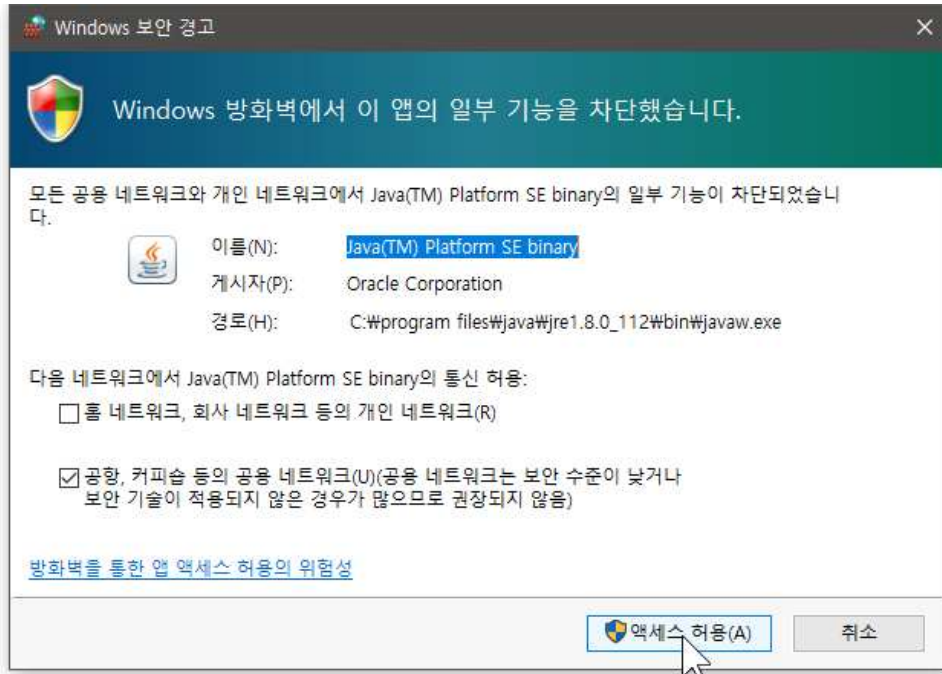 Windows 보안 경고
Windows 방화벽에서 이 앱의 일부 기능을 차단했습니다.
모든 공용 네트워크와 개인 네트워크에서 Java(TM) Platform SE binary의 일부 기능이 차단되었습니
다.
이름(N): Java(TM) Platform SE binary
게시자(P): Oracle Corporation
경로(H): C:₩program files₩java₩jre1.8.0_112₩bin₩javaw.exe
다음 네트워크에서 Java(TM) Platform SE binary의 통신 허용:
홈 네트워크, 회사 네트워크 등의 개인 네트워크(R)
공항, 커피숍 등의 공용 네트워크(U)(공용 네트워크는 보안 수준이 낮거나
보안 기술이 적용되지 않은 경우가 많으므로 권장되지 않음)
방화벽을 통한 앱 액세스 허용의 위험성
액세스 허용(A) 취소